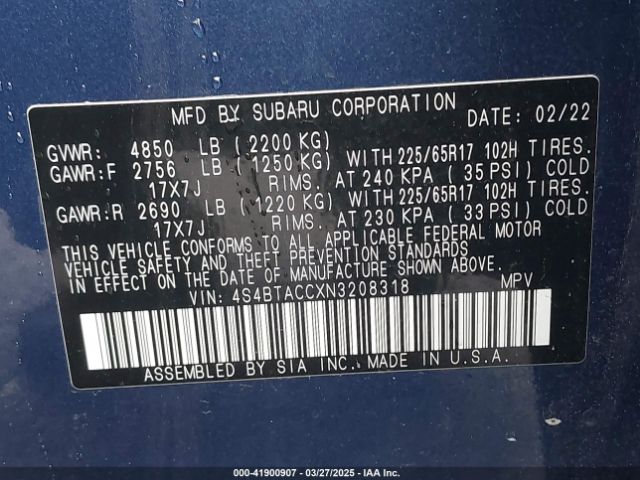 MFD BY SUBARU CORPORATION DATE: 02/22
GVWR: 4850 LB (2200 KG)
GAWR:F 2756 LB (1250 KG) WITH 225/65R17 102H TIRES.
17X7J RIMS. AT 240 KPA (35 PSI) COLD
GAWR:R 2690 LB (1220 KG) WITH 225/65R17 102H TIRES.
17X7J RIMS. AT 230 KPA (33 PSI) COLD
THIS VEHICLE CONFORMS TO ALL APPLICABLE FEDERAL MOTOR
VEHICLE SAFETY AND THEFT PREVENTION STANDARDS
IN EFFECT ON THE DATE OF MANUFACTURE SHOWN ABOVE.
VIN: 4S4BTACCXN3208318 MPV
ASSEMBLED BY SIA INC. MADE IN U.S.A.
000-41900907 - 03/27/2025 - IAA Inc.